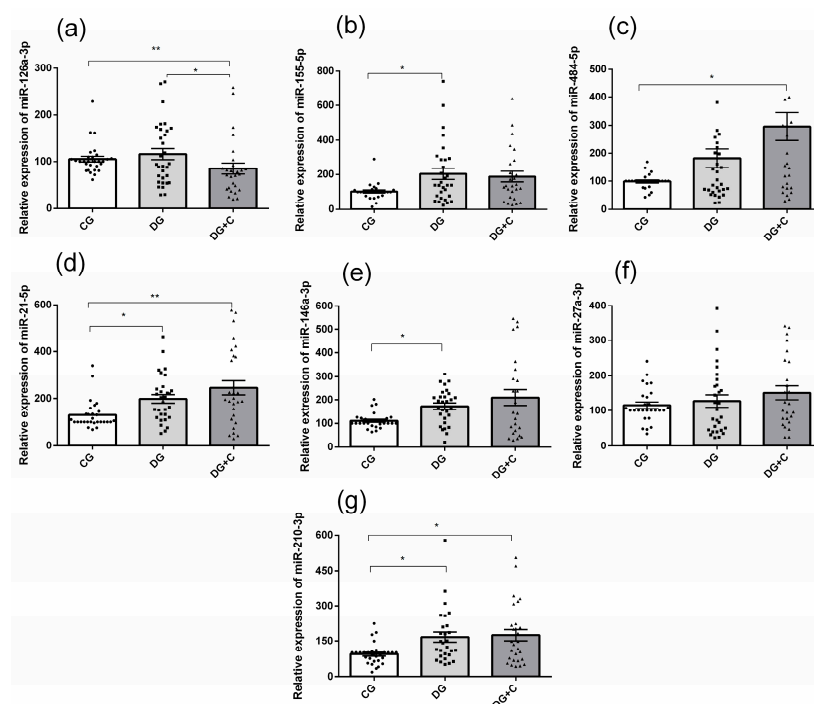 (a)
Relative expression of miR-126a-3p
300
200
100
0
**
*
CG
DG
DG+C
(b)
Relative expression of miR-155-5p
800
600
400
200
0
*
CG
DG
DG+C
(c)
Relative expression of miR-484-5p
500
400
300
200
100
0
*
CG
DG
DG+C
(d)
Relative expression of miR-21-5p
600
400
200
0
**
*
CG
DG
DG+C
(e)
Relative extression of miR-146a-3p
600
500
400
300
200
100
0
*
CG
DG
DG+C
(f)
Relative expression of miR-27a-3p
400
300
200
100
0
CG
DG
DG+C
(g)
Relative expression of miR-210-3p
600
450
300
150
0
*
*
CG
DG
DG+C